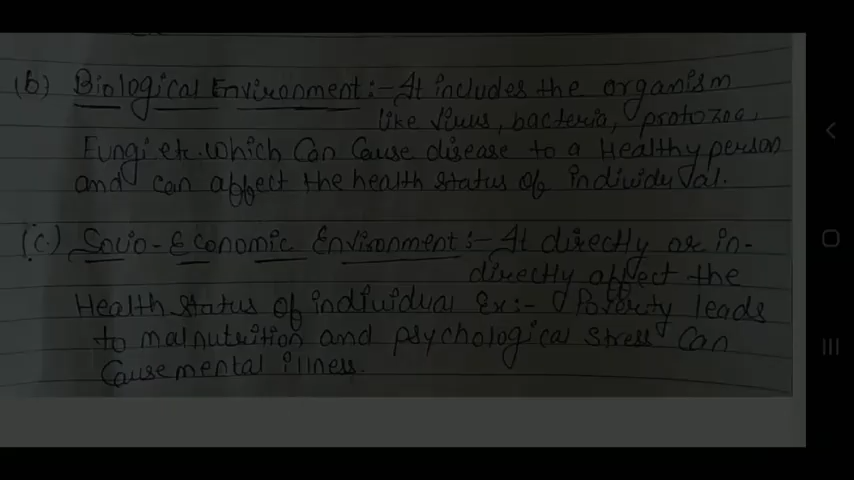 (b) Biological Environment :- It includes the organism
like virus, bacteria, protozoa,
Fungi etc. which can cause disease to a Healthy person
and can affect the health status of individual.
(c) Socio-Economic Environment :- It directly or in-
directly affect the
Health status of individual Ex:- Poverty leads
to malnutrition and psychological stress can
cause mental illness.